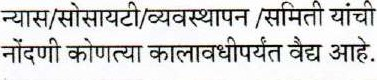 न्यास/सोसायटी/व्यवस्थापन /समिती यांची
नोंदणी कोणत्या कालावधीपर्यंत वैद्य आहे.